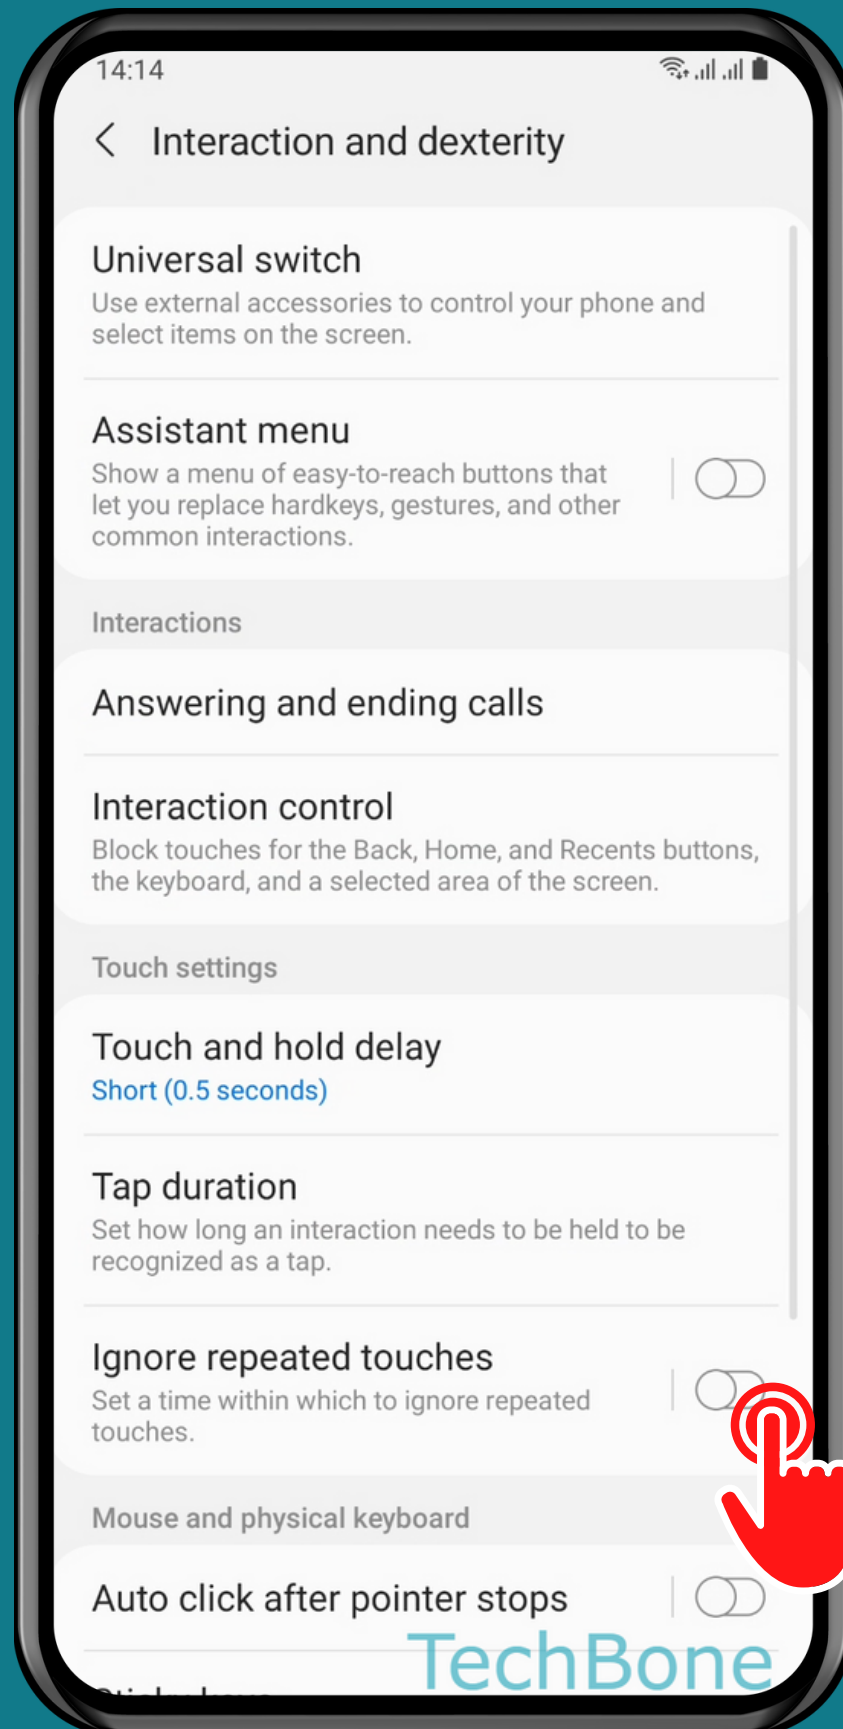 14:14
Interaction and dexterity
Universal switch
Use external accessories to control your phone and
select items on the screen.
Assistant menu
Show a menu of easy-to-reach buttons that
let you replace hardkeys, gestures, and other
common interactions.
Interactions
Answering and ending calls
Interaction control
Block touches for the Back, Home, and Recents buttons,
the keyboard, and a selected area of the screen.
Touch settings
Touch and hold delay
Short (0.5 seconds)
Tap duration
Set how long an interaction needs to be held to be
recognized as a tap.
Ignore repeated touches
Set a time within which to ignore repeated
touches.
Mouse and physical keyboard
Auto click after pointer stops
TechBone
Sticky keys